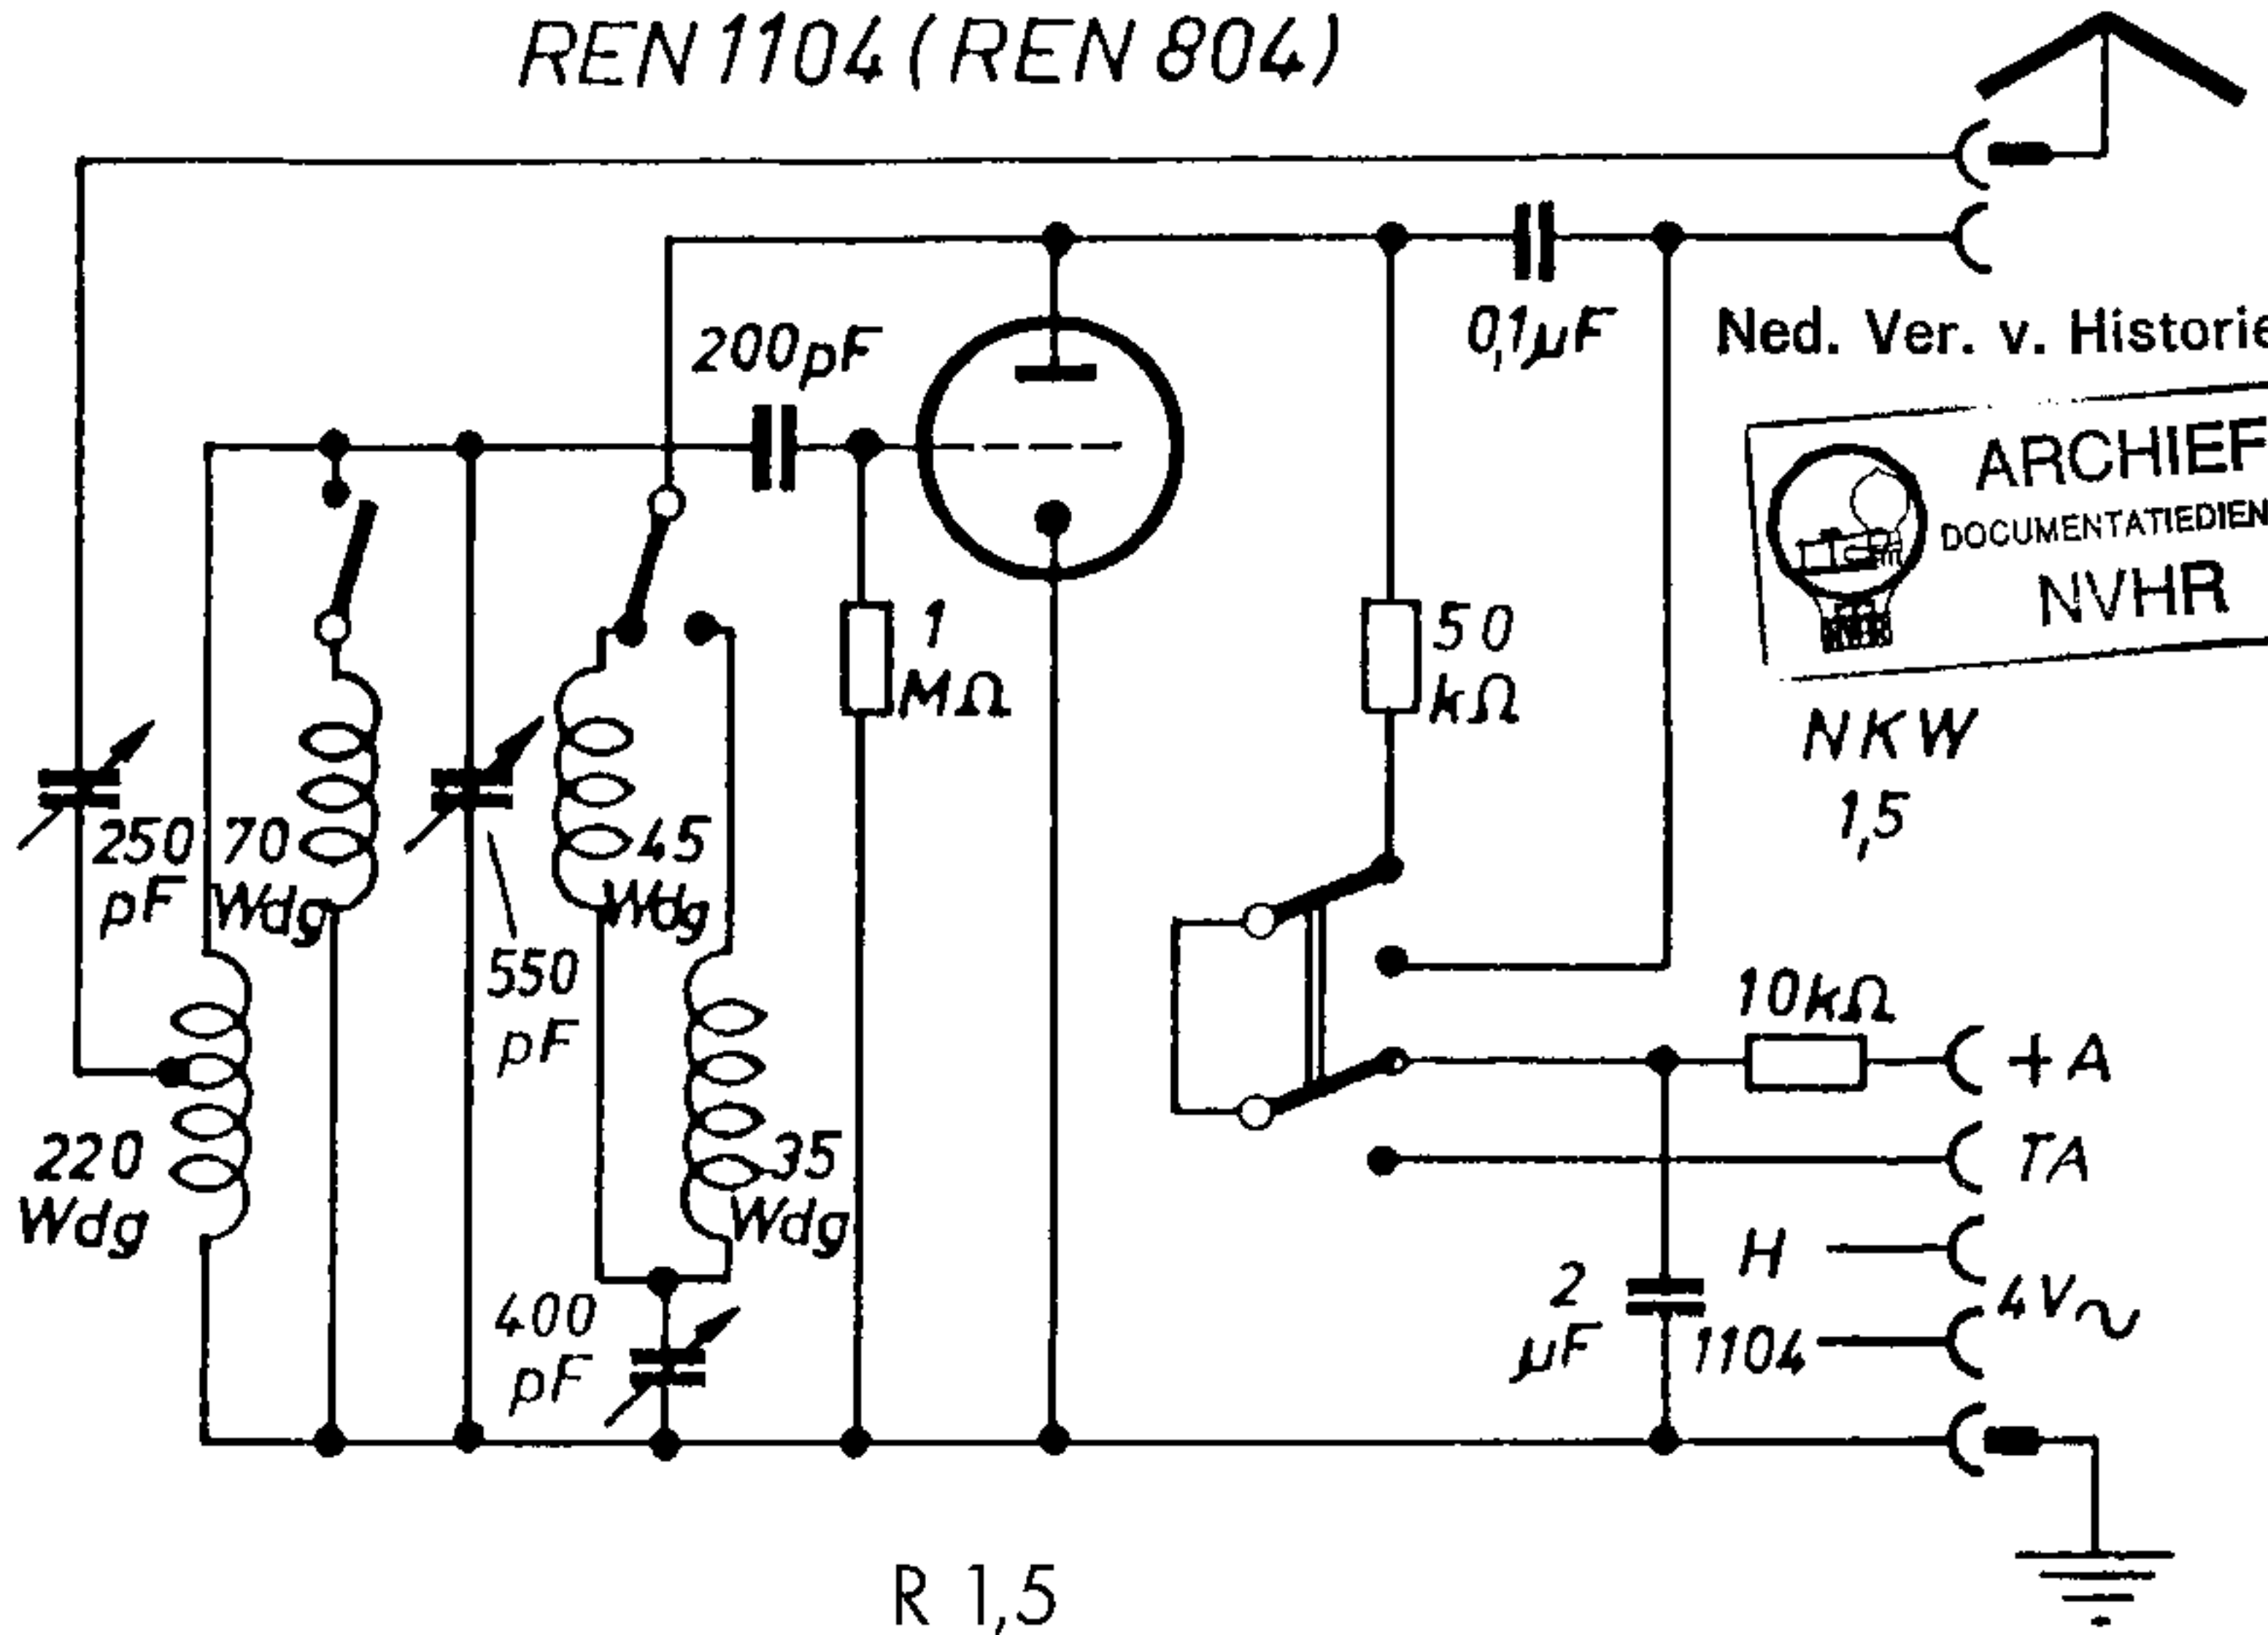 REN 1104 (REN 804)
200pF
0,1µF
Ned. Ver. v. Historie
ARCHIEF
DOCUMENTATIEDIEN
NVHR
1
MΩ
50
kΩ
NKW
1,5
250
pF
70
Wdg
45
Wdg
550
pF
10kΩ
+A
TA
220
Wdg
35
Wdg
H
4V~
1104
2
µF
400
pF
R 1,5